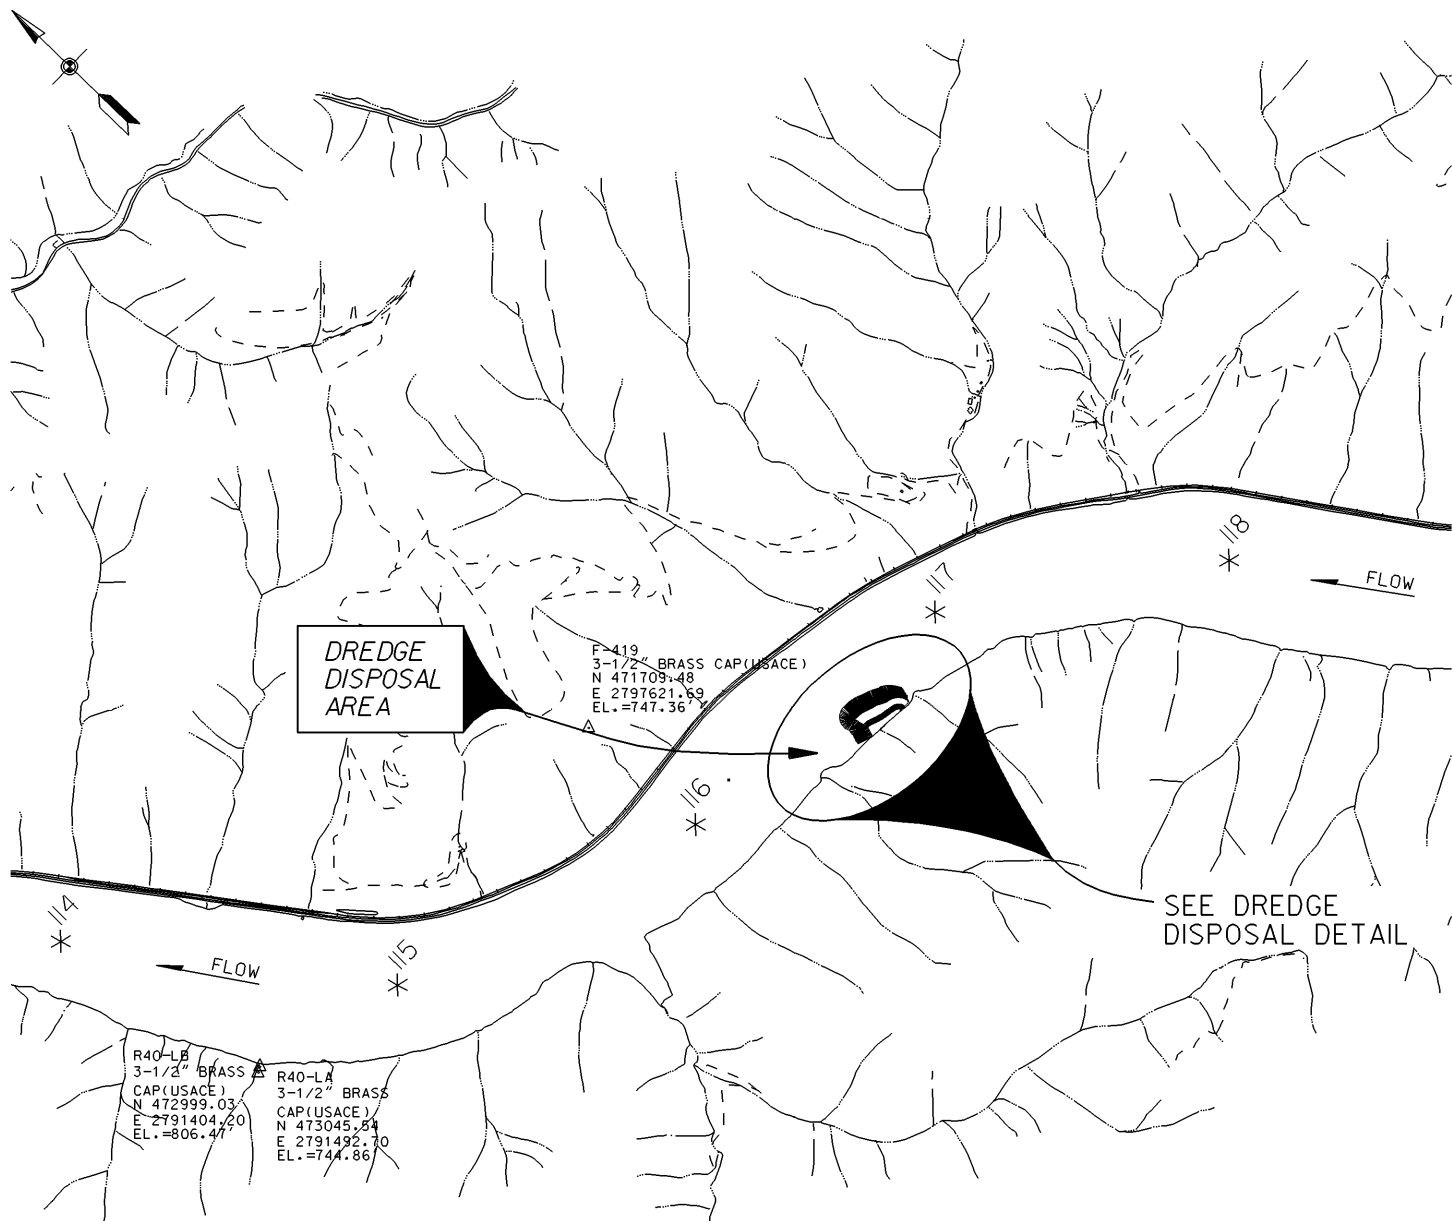 118
117
FLOW
DREDGE
DISPOSAL
AREA
F-419
3-1/2" BRASS CAP(USACE)
N 471709.48
E 2797621.69
EL.=747.36'
116
SEE DREDGE
DISPOSAL DETAIL
114
115
FLOW
R40-LB
3-1/2" BRASS
CAP(USACE)
N 472999.03
E 2791404.20
EL.=806.47'
R40-LA
3-1/2" BRASS
CAP(USACE)
N 473045.54
E 2791492.70
EL.=744.86'